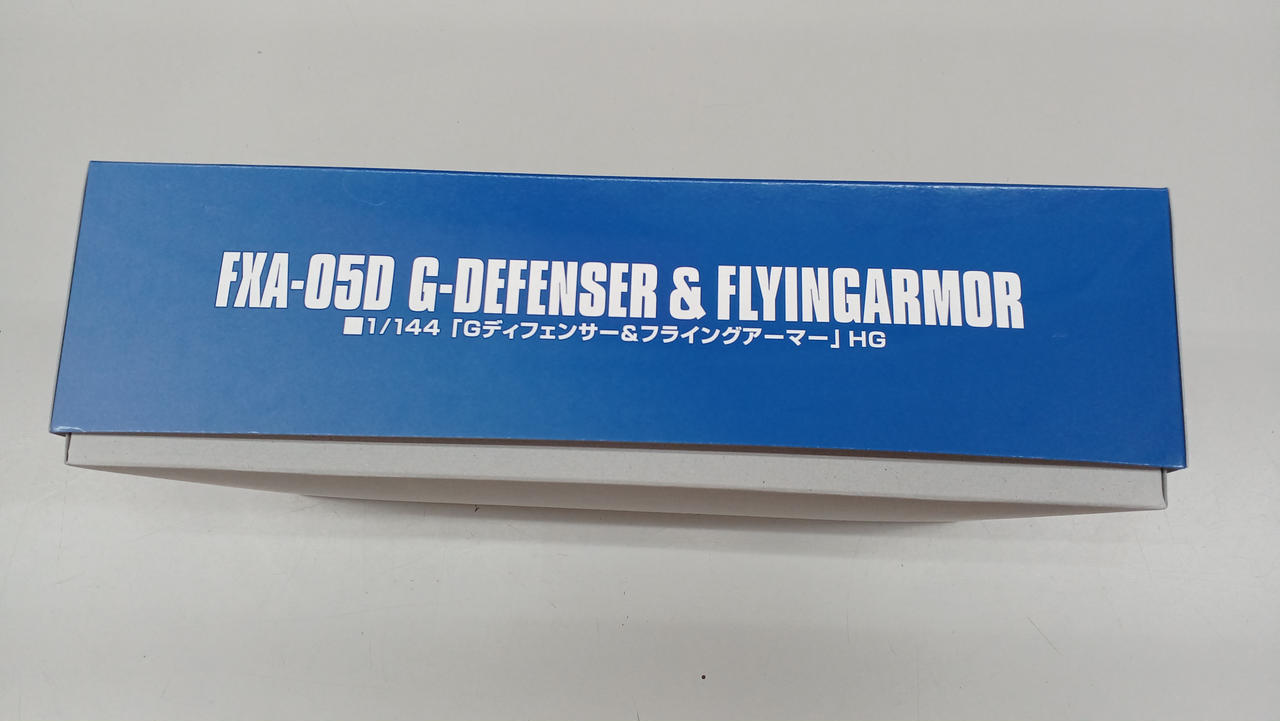 FXA-05D G-DEFENSER & FLYINGARMOR
■1/144「Gディフェンサー&フライングアーマー」HG